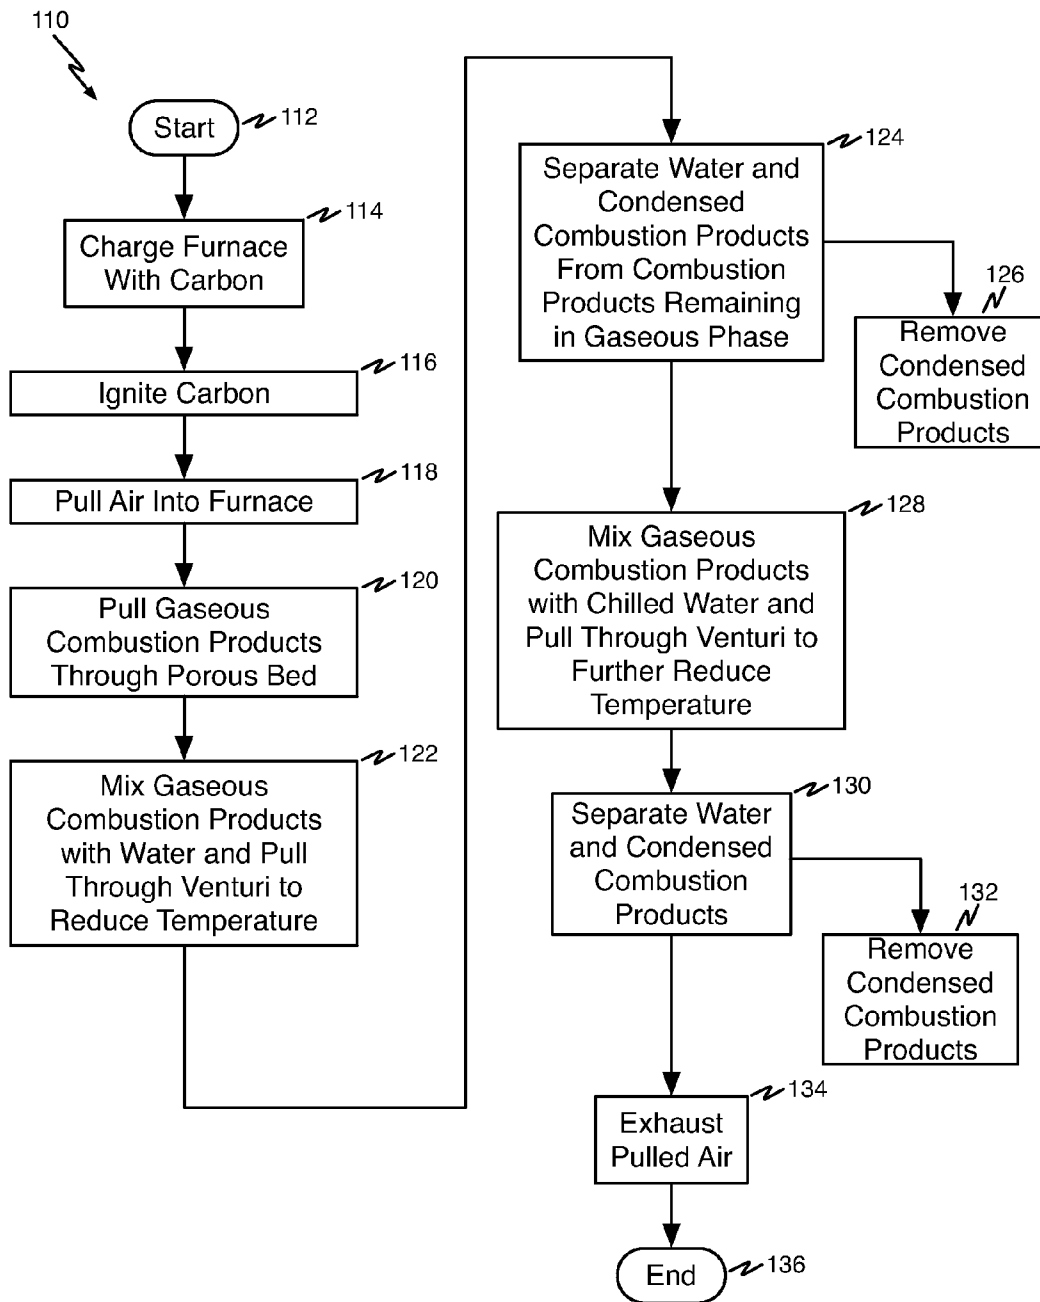 110
Start
112
Charge Furnace
With Carbon
114
Ignite Carbon
116
Pull Air Into Furnace
118
Pull Gaseous
Combustion Products
Through Porous Bed
120
Mix Gaseous
Combustion Products
with Water and Pull
Through Venturi to
Reduce Temperature
122
Separate Water and
Condensed
Combustion Products
From Combustion
Products Remaining
in Gaseous Phase
124
Remove
Condensed
Combustion
Products
126
Mix Gaseous
Combustion Products
with Chilled Water and
Pull Through Venturi to
Further Reduce
Temperature
128
Separate Water
and Condensed
Combustion
Products
130
Remove
Condensed
Combustion
Products
132
Exhaust
Pulled Air
134
End
136